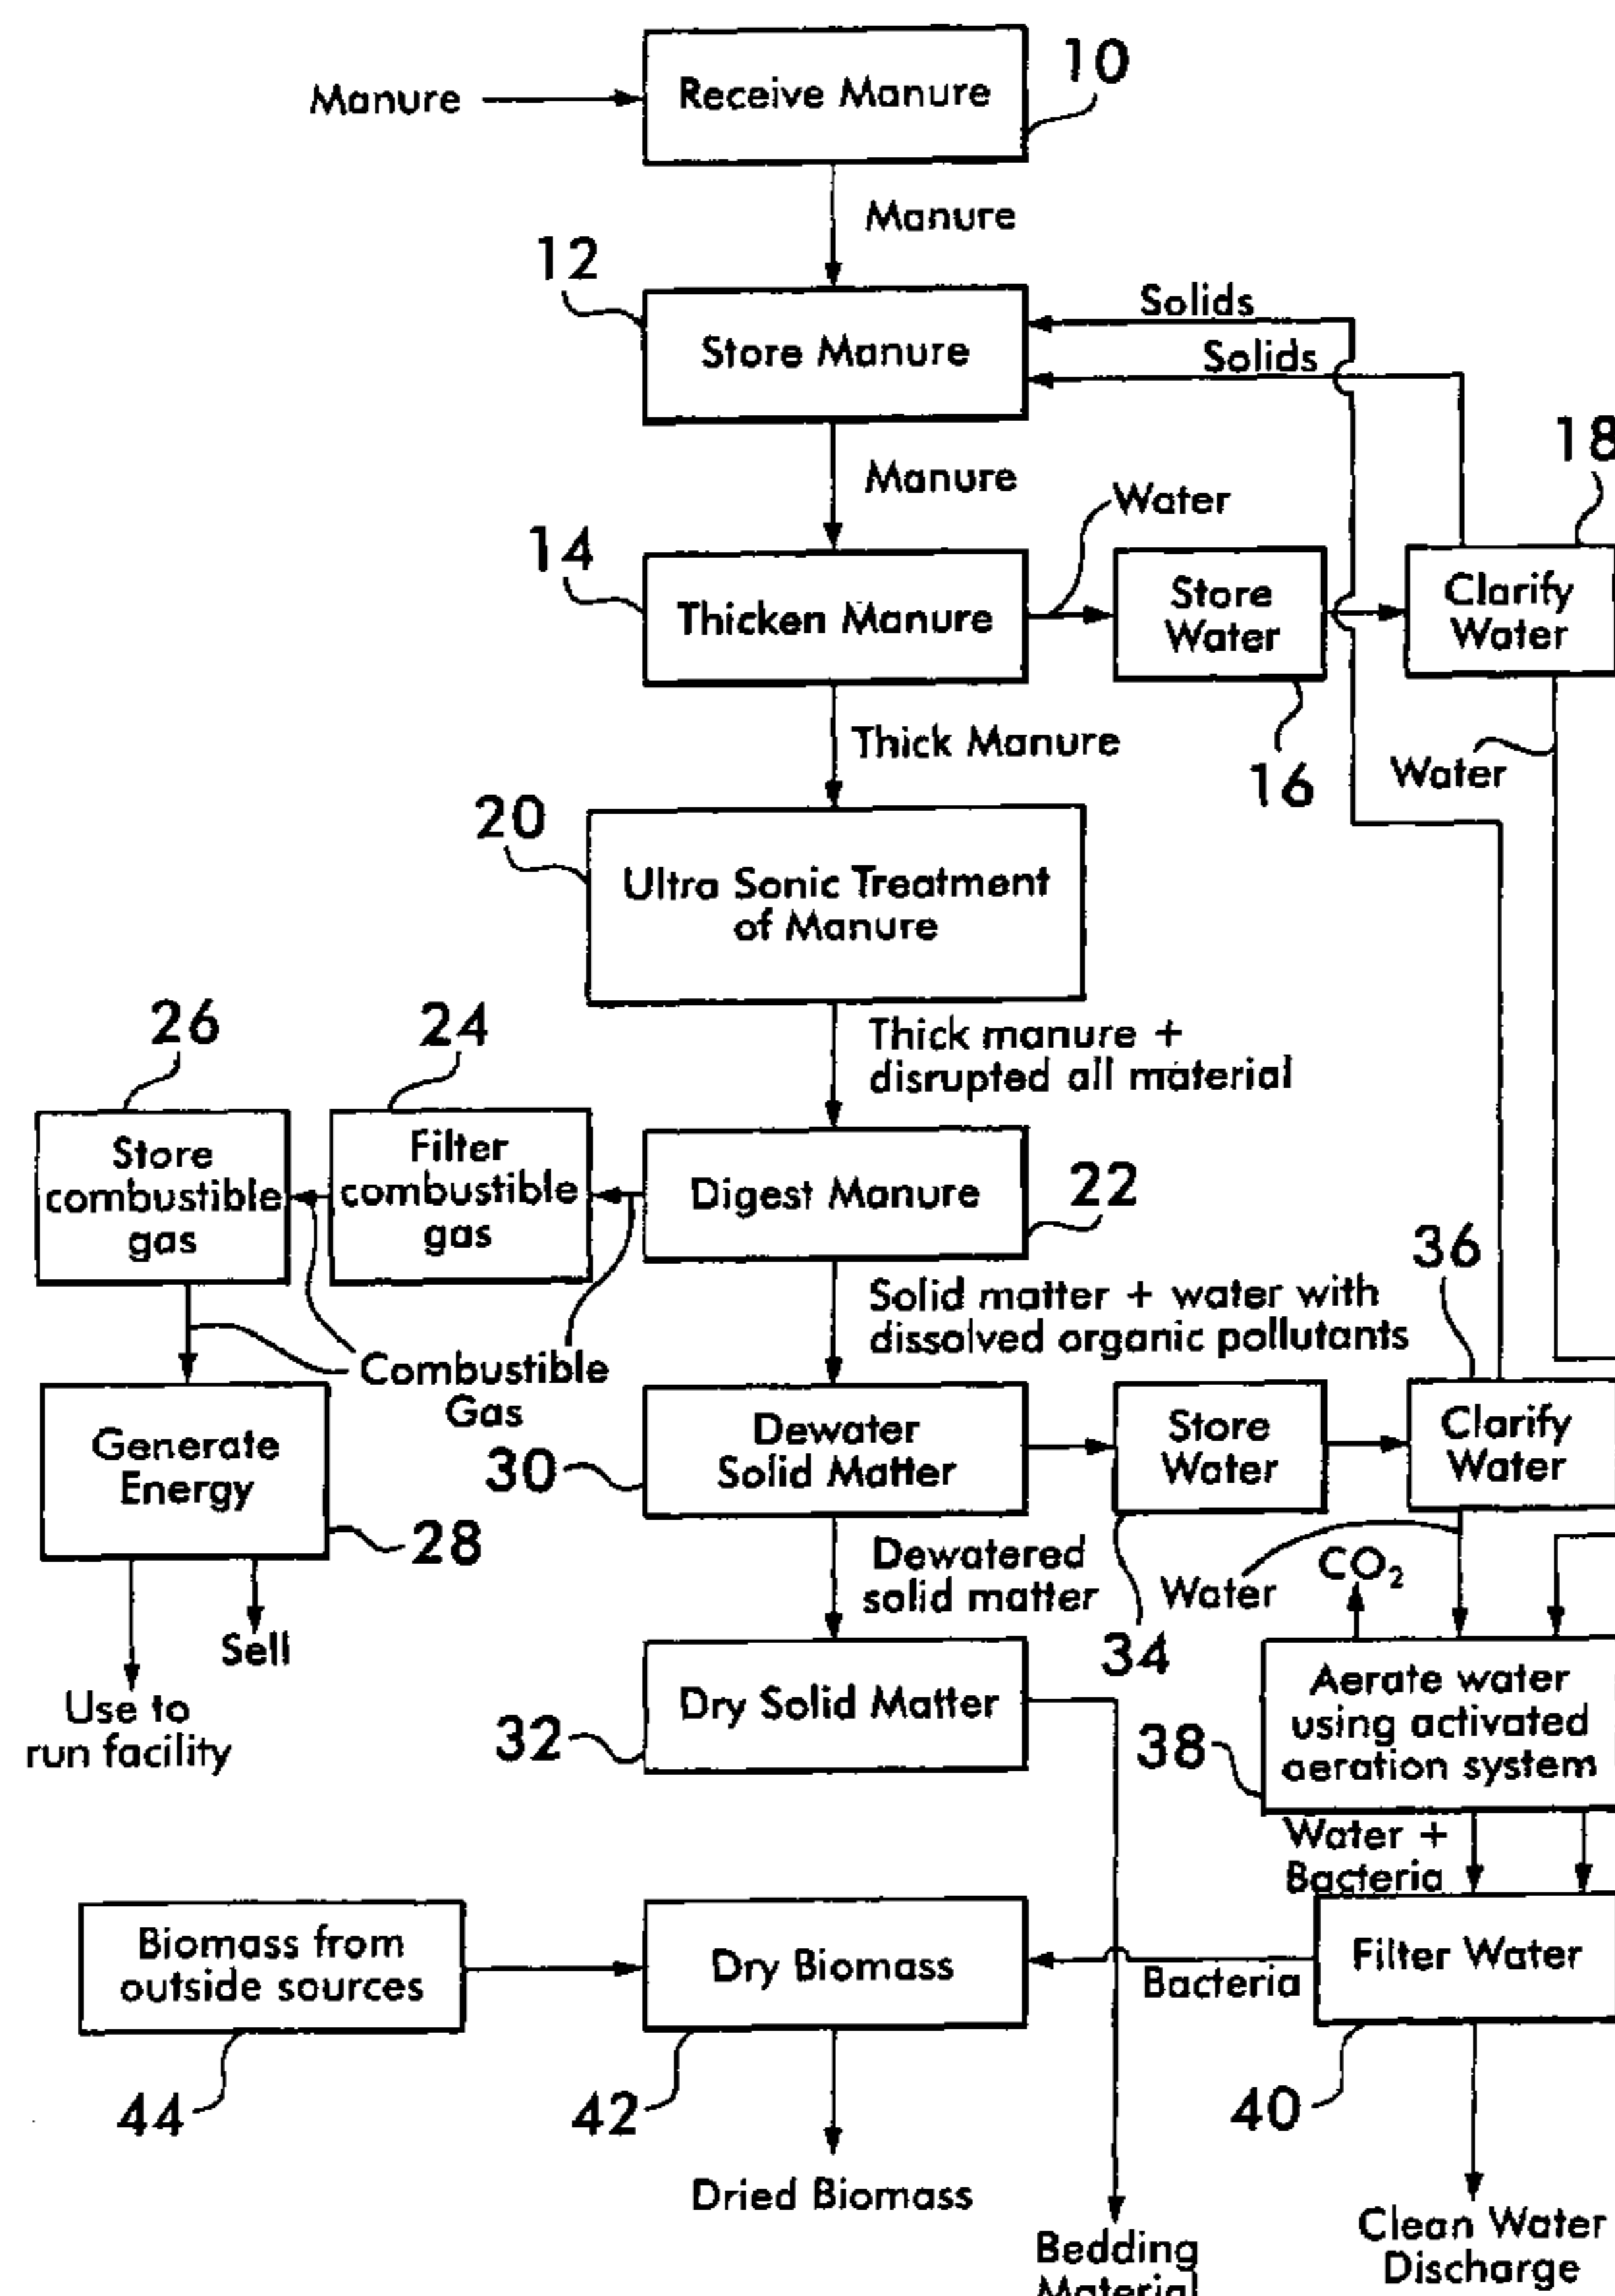 10
Manure
Receive Manure
Manure
12
Solids
Store Manure
Solids
18
Manure
Water
14
Thicken Manure
Store
Water
Clarify
Water
16
Thick Manure
Water
20
Ultra Sonic Treatment
of Manure
26
24
Thick manure +
disrupted all material
Store
combustible
gas
Filter
combustible
gas
Digest Manure
22
36
Solid matter + water with
dissolved organic pollutants
Combustible
Gas
Generate
Energy
30
Dewater
Solid Matter
Store
Water
Clarify
Water
28
Dewatered
solid matter
Water
CO₂
Sell
34
Use to
run facility
32
Dry Solid Matter
38
Aerate water
using activated
aeration system
Water +
Bacteria
Biomass from
outside sources
Dry Biomass
Bacteria
Filter Water
44
42
40
Dried Biomass
Bedding
Material
Clean Water
Discharge